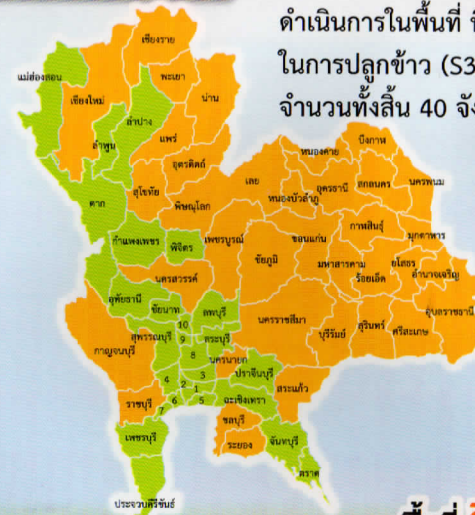 ดำเนินการในพื้นที่
ในการปลูกข้าว (S3
จำนวนทั้งสิ้น 40 จัง
เชียงราย
แม่ฮ่องสอน
พะเยา
เชียงใหม่
น่าน
ลำปาง
ลำพูน
แพร่
อุตรดิตถ์
ตาก
สุโขทัย
พิษณุโลก
เลย
หนองคาย
บึงกาฬ
หนองบัวลำภู
อุดรธานี
สกลนคร
นครพนม
กำแพงเพชร
พิจิตร
เพชรบูรณ์
ขอนแก่น
กาฬสินธุ์
มุกดาหาร
ชัยภูมิ
มหาสารคาม
ร้อยเอ็ด
ยโสธร
อำนาจเจริญ
นครสวรรค์
อุทัยธานี
ชัยนาท
ลพบุรี
นครราชสีมา
บุรีรัมย์
สุรินทร์
ศรีสะเกษ
อุบลราชธานี
10
สุพรรณบุรี
9
สระบุรี
กาญจนบุรี
8
นครนายก
ปราจีนบุรี
4
3
2
1
สระแก้ว
ราชบุรี
6
5
ฉะเชิงเทรา
7
ชลบุรี
เพชรบุรี
ระยอง
จันทบุรี
ตราด
ประจวบคีรีขันธ์